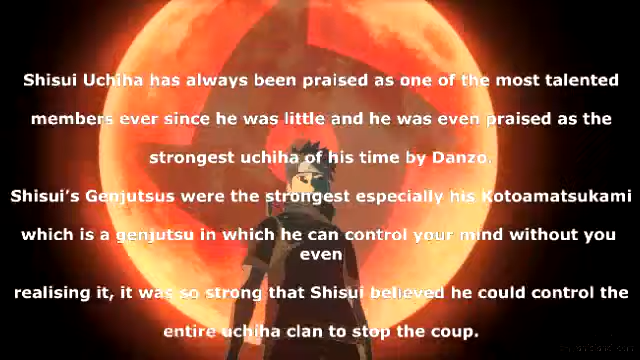 Shisui Uchiha has always been praised as one of the most talented
members ever since he was little and he was even praised as the
strongest uchiha of his time by Danzo.
Shisui's Genjutsus were the strongest especially his Kotoamatsukami
which is a genjutsu in which he can control your mind without you
even
realising it, it was so strong that Shisui believed he could control the
entire uchiha clan to stop the coup.